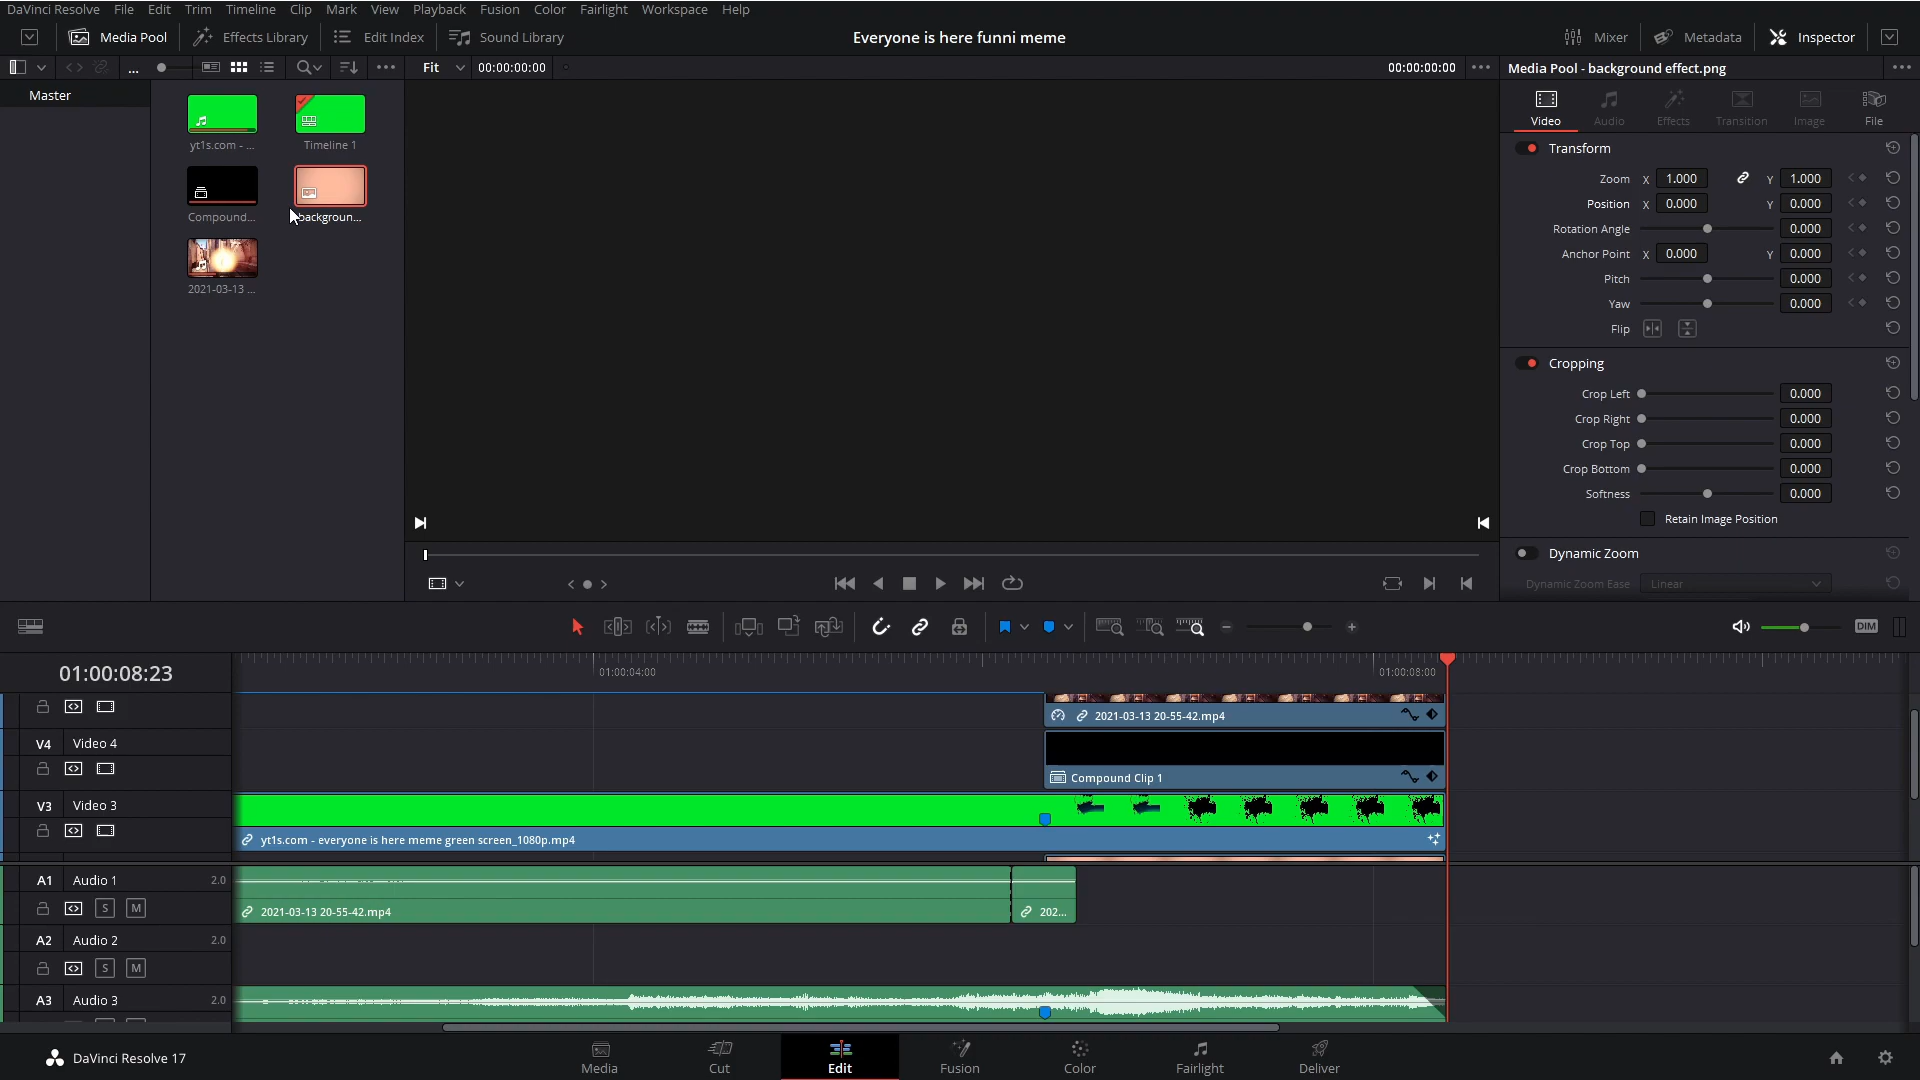 DaVinci Resolve File Edit Trim Timeline Clip Mark View Playback Fusion Color Fairlight Workspace Help
Media Pool Effects Library Edit Index Sound Library Everyone is here funni meme Mixer Metadata Inspector
... Fit 00:00:00:00 00:00:00:00 Media Pool - background effect.png
Master
Video Audio Effects Transition Image File
yt1s.com - ... Timeline 1
Compound... backgroun...
2021-03-13 ...
Transform
Zoom X 1.000 Y 1.000
Position X 0.000 Y 0.000
Rotation Angle 0.000
Anchor Point X 0.000 Y 0.000
Pitch 0.000
Yaw 0.000
Flip
Cropping
Crop Left 0.000
Crop Right 0.000
Crop Top 0.000
Crop Bottom 0.000
Softness 0.000
Retain Image Position
Dynamic Zoom
Dynamic Zoom Ease Linear
DIM
01:00:08:23 01:00:04:00 01:00:08:00
2021-03-13 20-55-42.mp4
V4 Video 4
Compound Clip 1
V3 Video 3
yt1s.com - everyone is here meme green screen_1080p.mp4
A1 Audio 1 2.0
S M
2021-03-13 20-55-42.mp4 202...
A2 Audio 2 2.0
S M
A3 Audio 3 2.0
DaVinci Resolve 17 Media Cut Edit Fusion Color Fairlight Deliver